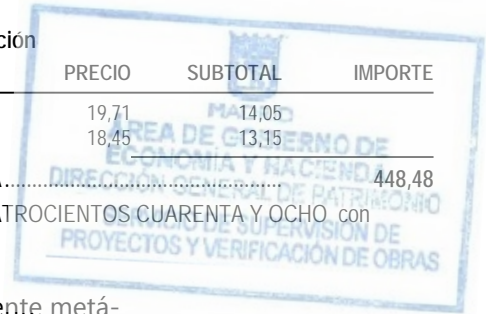 ción
PRECIO SUBTOTAL IMPORTE
19,71 14,05
18,45 13,15
448,48
ATROCIENTOS CUARENTA Y OCHO con
ente metá-
MADRID
ÁREA DE GOBIERNO DE
ECONOMÍA Y HACIENDA
DIRECCIÓN GENERAL DE PATRIMONIO
SERVICIO DE SUPERVISIÓN DE
PROYECTOS Y VERIFICACIÓN DE OBRAS